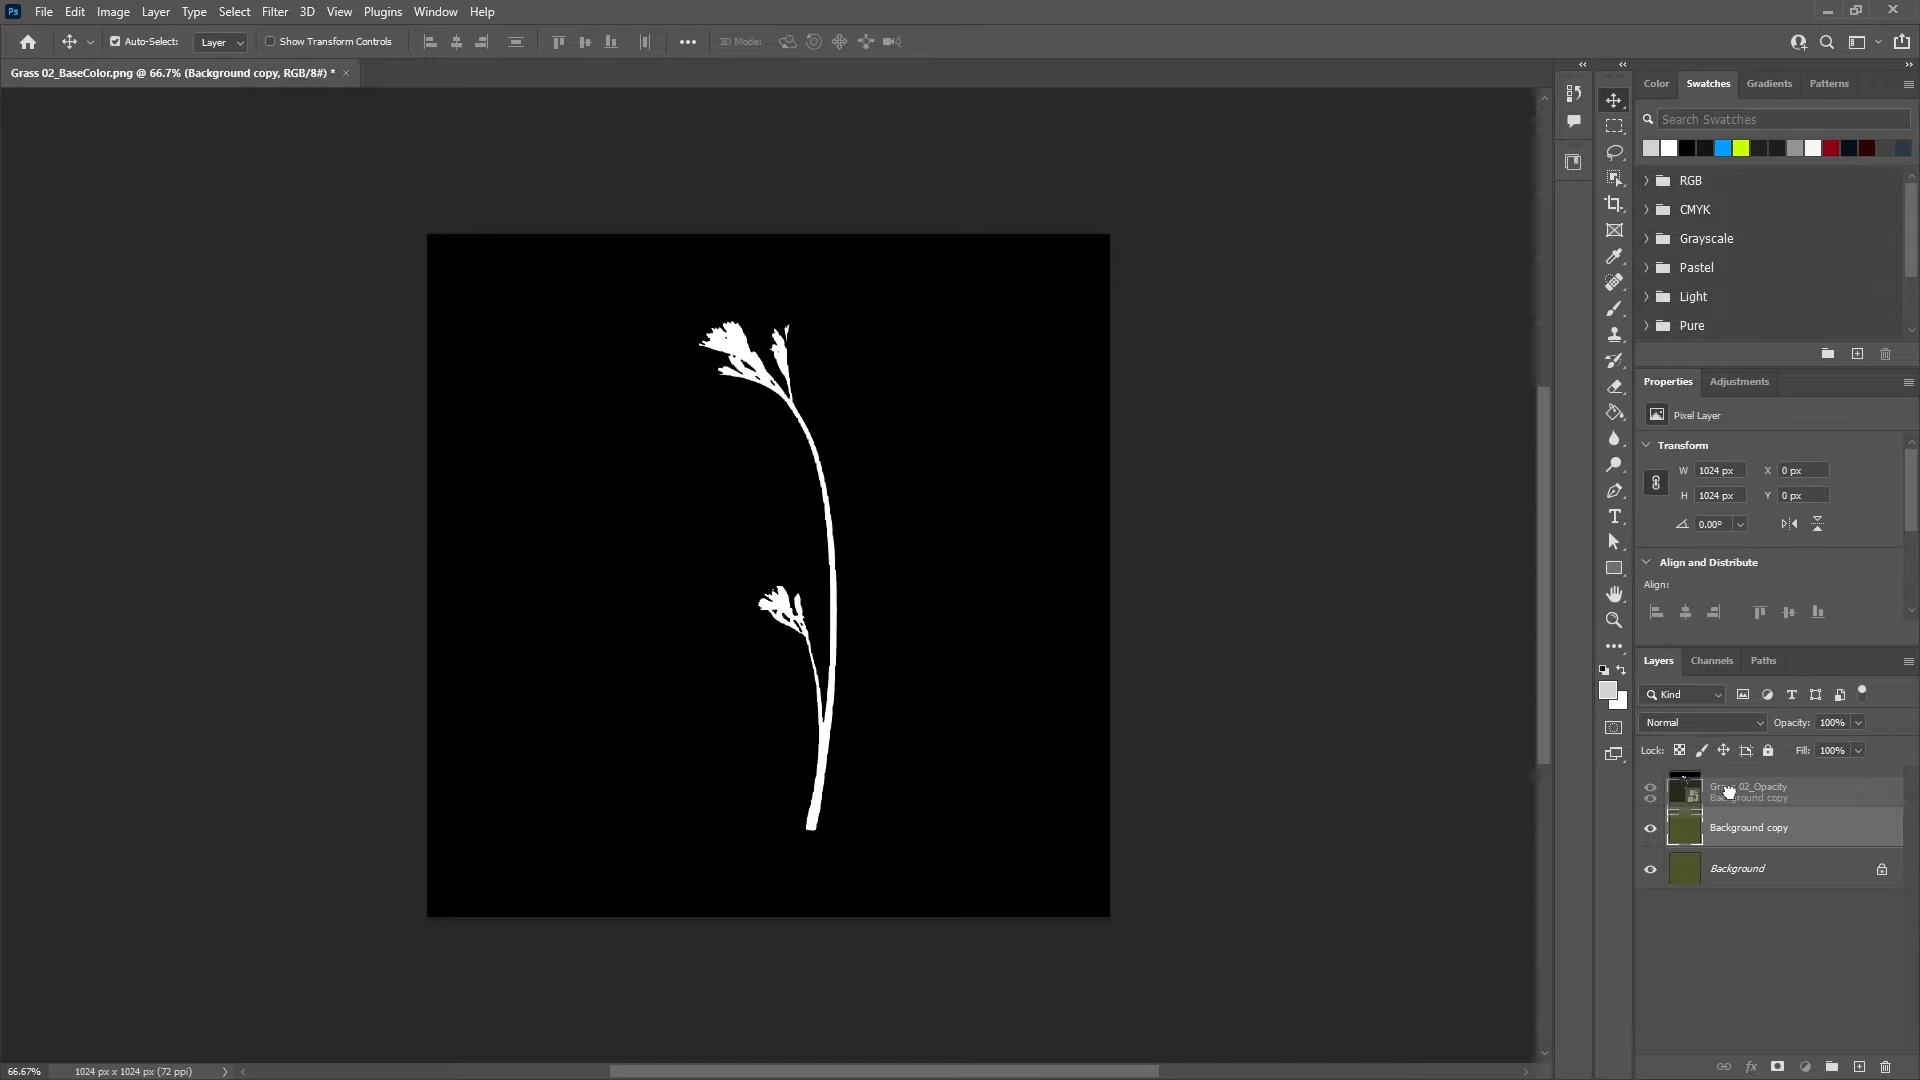 Ps File Edit Image Layer Type Select Filter 3D View Plugins Window Help
Auto-Select: Layer Show Transform Controls 3D Mode:
Grass 02_BaseColor.png @ 66.7% (Background copy, RGB/8#) *
Color Swatches Gradients Patterns
Search Swatches
RGB
CMYK
Grayscale
Pastel
Light
Pure
Properties Adjustments
Pixel Layer
Transform
W 1024 px X 0 px
H 1024 px Y 0 px
0.00°
Align and Distribute
Align:
Layers Channels Paths
Kind
Normal Opacity: 100%
Lock: Fill: 100%
02_Opacity
Background copy
Background copy
Background
66.67% 1024 px x 1024 px (72 ppi)